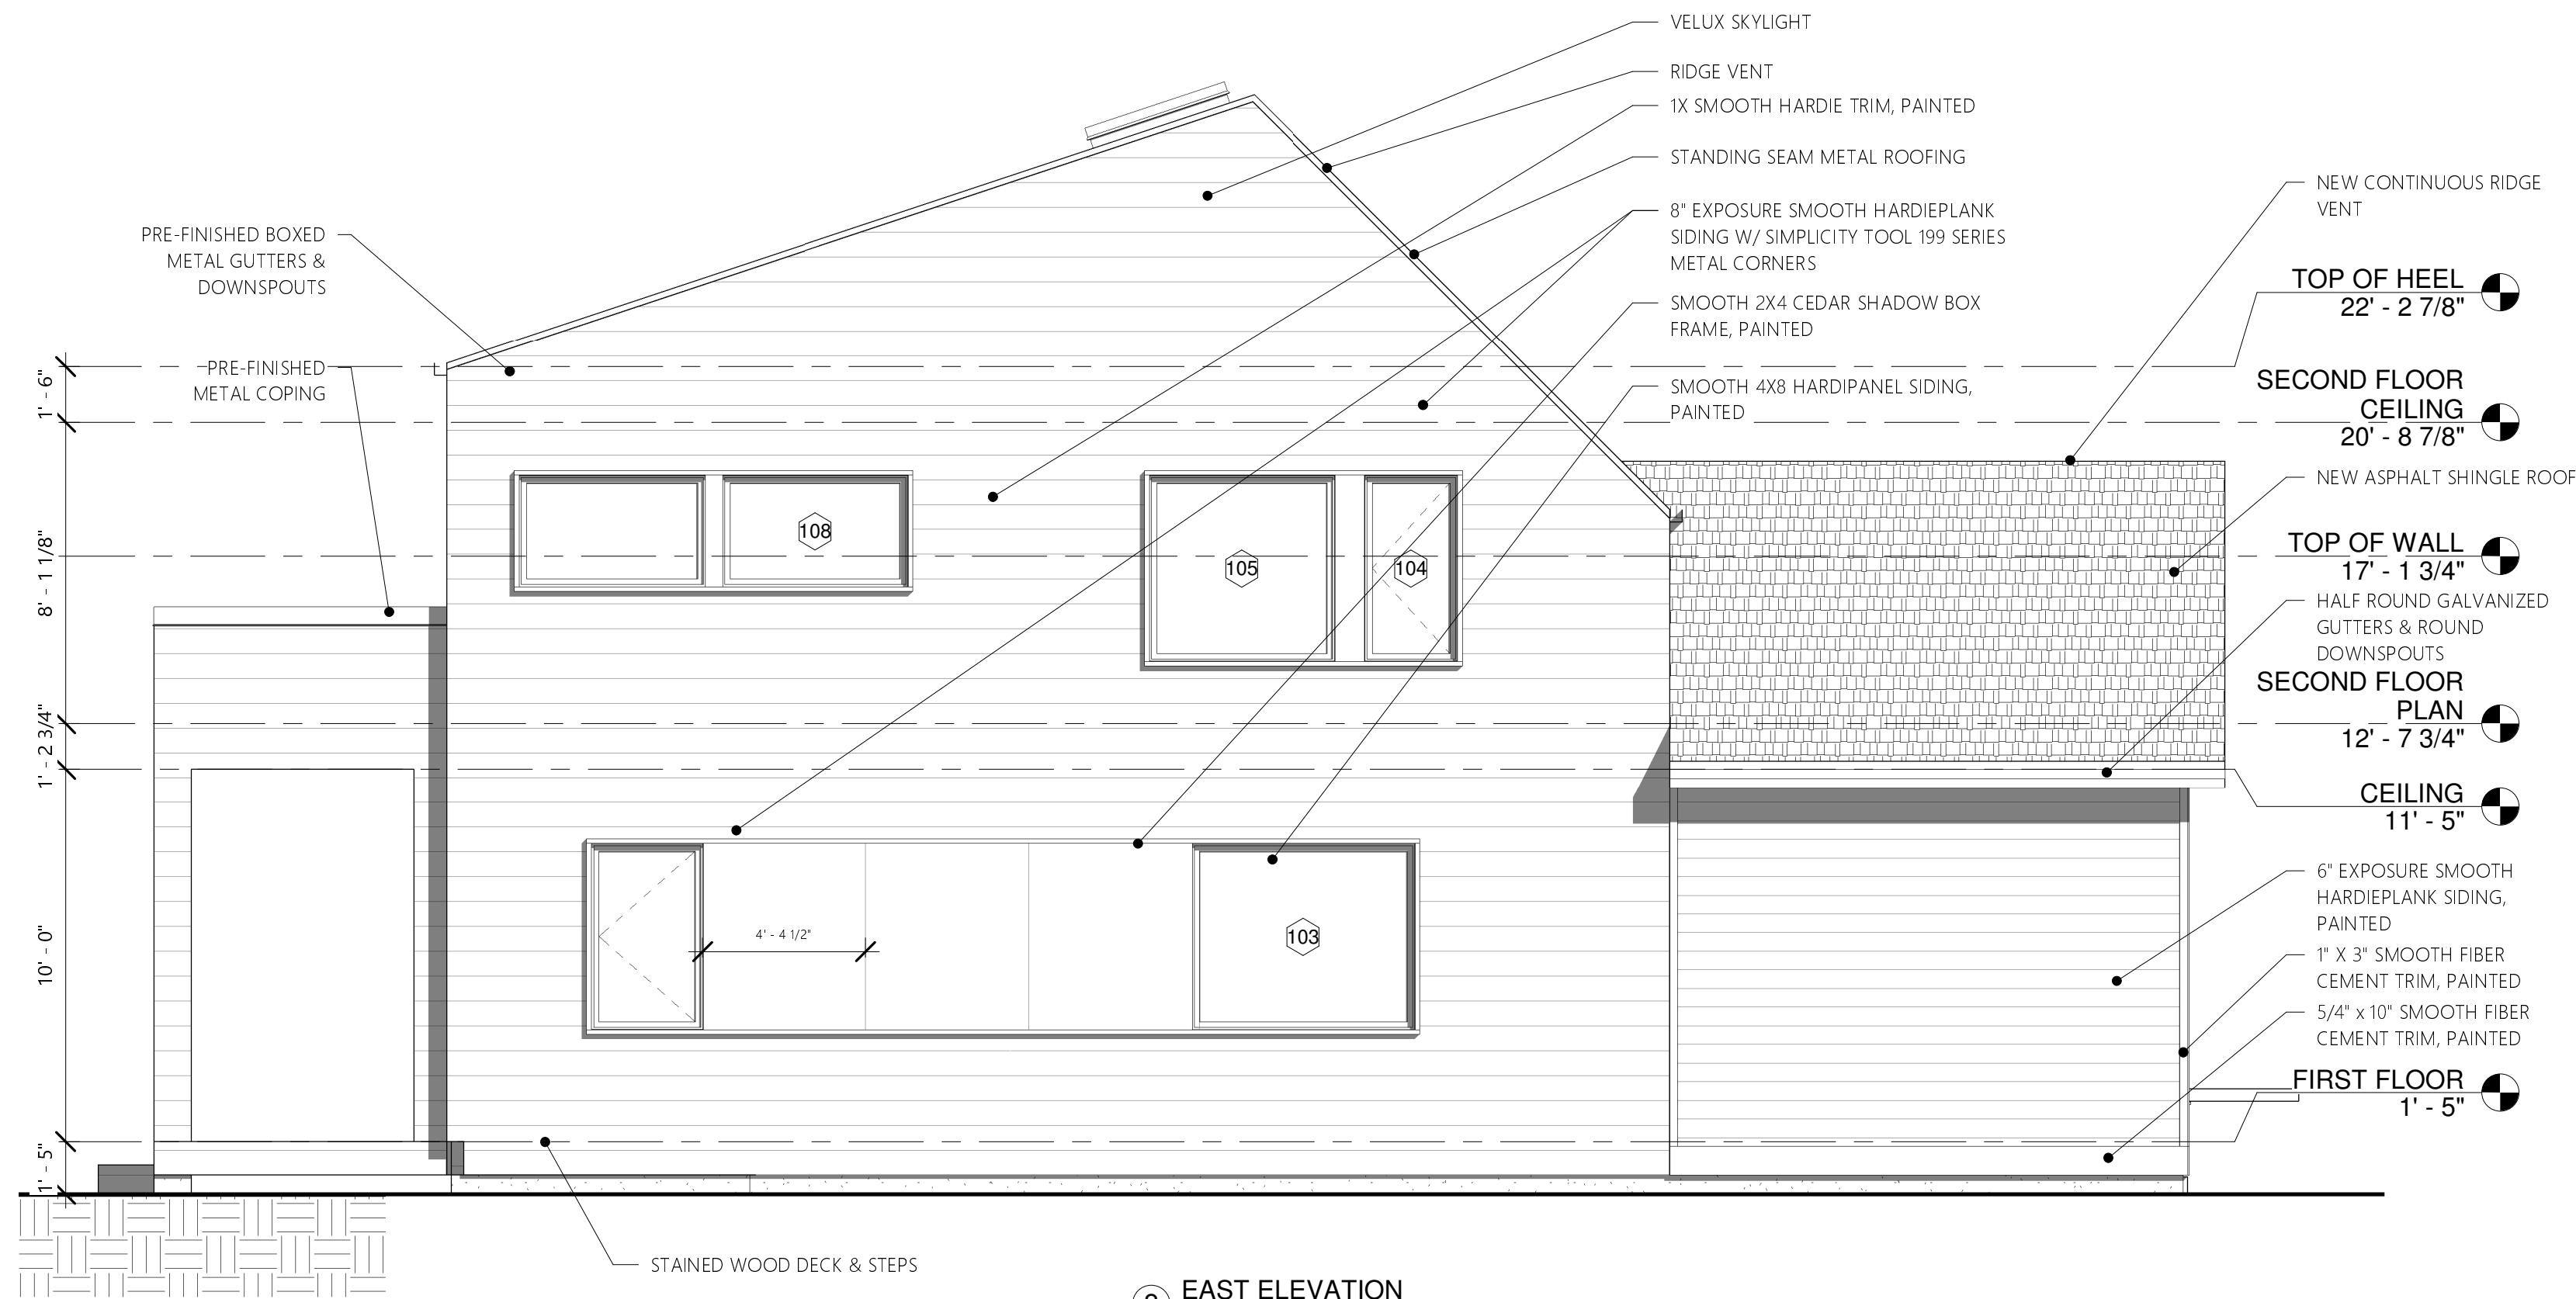 VELUX SKYLIGHT
RIDGE VENT
1X SMOOTH HARDIE TRIM, PAINTED
STANDING SEAM METAL ROOFING
8" EXPOSURE SMOOTH HARDIEPLANK
SIDING W/ SIMPLICITY TOOL 199 SERIES
METAL CORNERS
SMOOTH 2X4 CEDAR SHADOW BOX
FRAME, PAINTED
SMOOTH 4X8 HARDIPANEL SIDING,
PAINTED
PRE-FINISHED BOXED
METAL GUTTERS &
DOWNSPOUTS
PRE-FINISHED
METAL COPING
1' - 6"
8' - 1 1/8"
1' - 2 3/4"
10' - 0"
1' - 5"
108
105
104
103
4' - 4 1/2"
NEW CONTINUOUS RIDGE
VENT
TOP OF HEEL
22' - 2 7/8"
SECOND FLOOR
CEILING
20' - 8 7/8"
NEW ASPHALT SHINGLE ROOF
TOP OF WALL
17' - 1 3/4"
HALF ROUND GALVANIZED
GUTTERS & ROUND
DOWNSPOUTS
SECOND FLOOR
PLAN
12' - 7 3/4"
CEILING
11' - 5"
6" EXPOSURE SMOOTH
HARDIEPLANK SIDING,
PAINTED
1" X 3" SMOOTH FIBER
CEMENT TRIM, PAINTED
5/4" x 10" SMOOTH FIBER
CEMENT TRIM, PAINTED
FIRST FLOOR
1' - 5"
STAINED WOOD DECK & STEPS
EAST ELEVATION